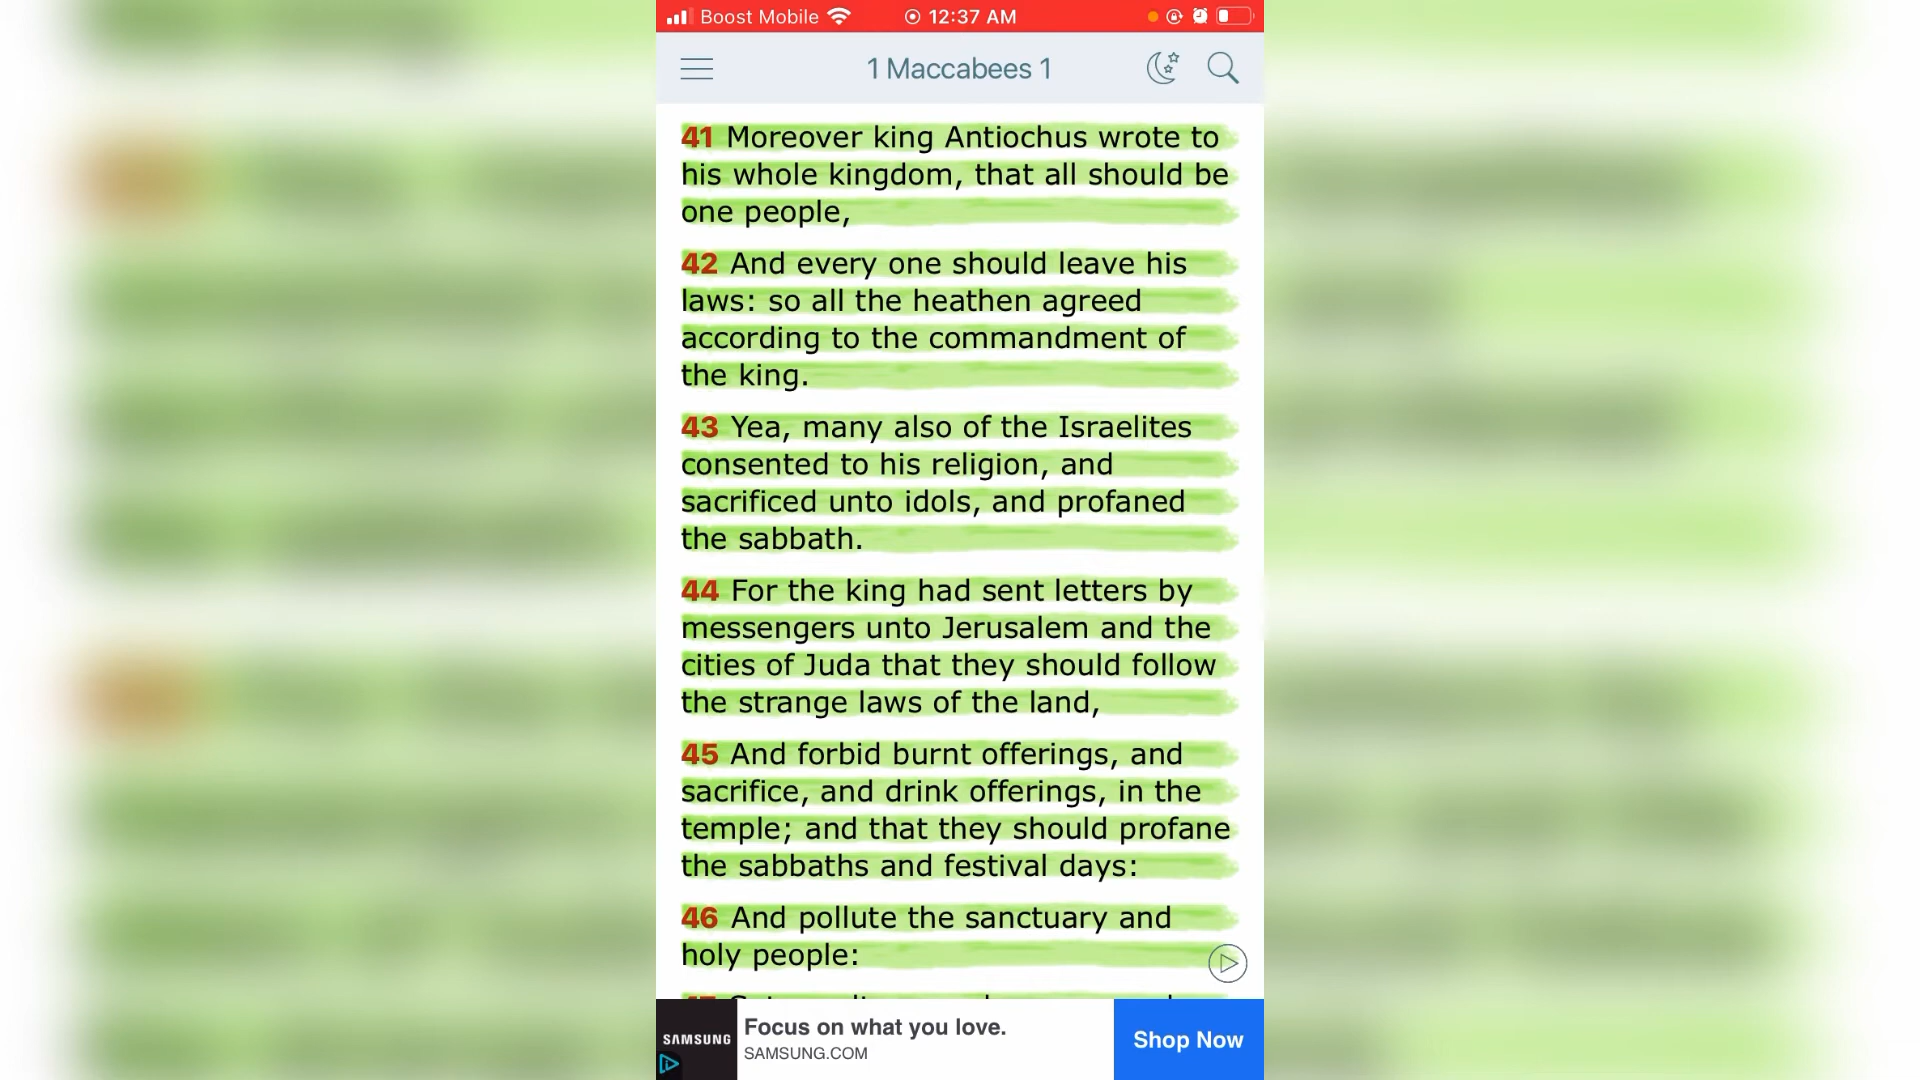 Boost Mobile 12:37 AM
1 Maccabees 1
41 Moreover king Antiochus wrote to
his whole kingdom, that all should be
one people,
42 And every one should leave his
laws: so all the heathen agreed
according to the commandment of
the king.
43 Yea, many also of the Israelites
consented to his religion, and
sacrificed unto idols, and profaned
the sabbath.
44 For the king had sent letters by
messengers unto Jerusalem and the
cities of Juda that they should follow
the strange laws of the land,
45 And forbid burnt offerings, and
sacrifice, and drink offerings, in the
temple; and that they should profane
the sabbaths and festival days:
46 And pollute the sanctuary and
holy people:
SAMSUNG
Focus on what you love.
SAMSUNG.COM
Shop Now